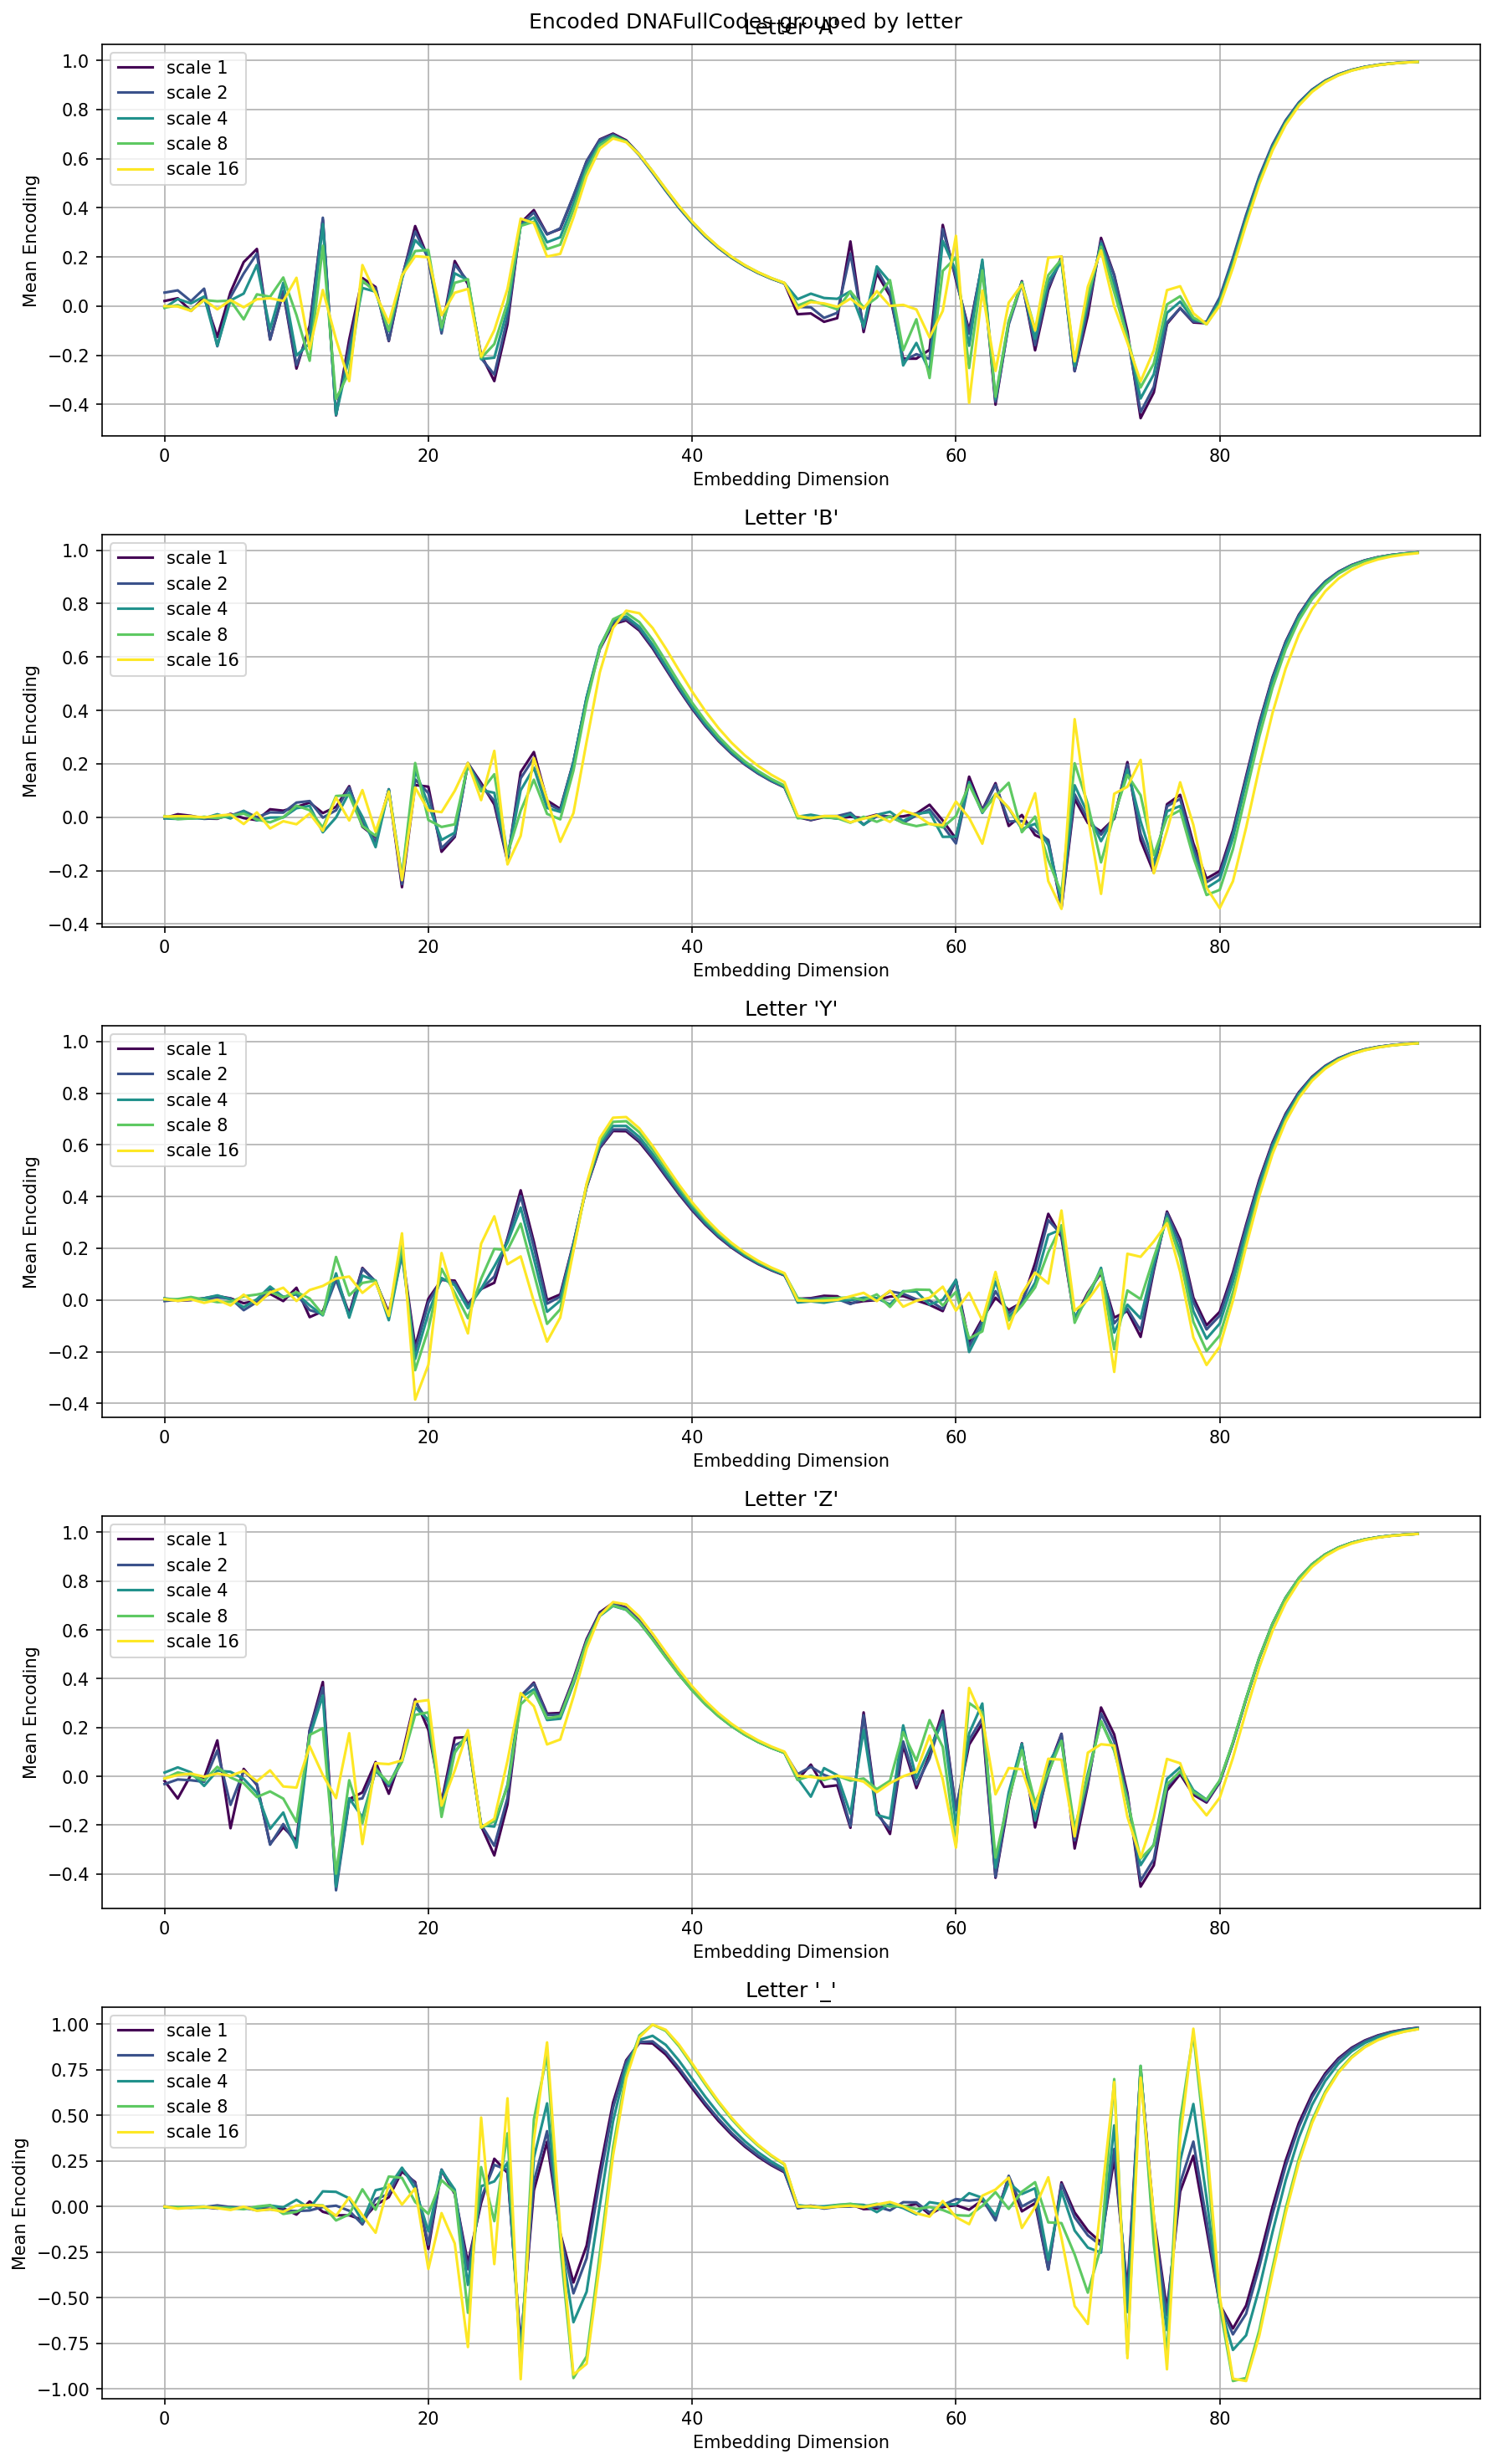 Encoded DNAFullCodes grouped by letter
Letter 'A'
scale 1
scale 2
scale 4
scale 8
scale 16
1.0
0.8
0.6
0.4
0.2
0.0
−0.2
−0.4
Mean Encoding
0 20 40 60 80
Embedding Dimension
Letter 'B'
scale 1
scale 2
scale 4
scale 8
scale 16
1.0
0.8
0.6
0.4
0.2
0.0
−0.2
−0.4
Mean Encoding
0 20 40 60 80
Embedding Dimension
Letter 'Y'
scale 1
scale 2
scale 4
scale 8
scale 16
1.0
0.8
0.6
0.4
0.2
0.0
−0.2
−0.4
Mean Encoding
0 20 40 60 80
Embedding Dimension
Letter 'Z'
scale 1
scale 2
scale 4
scale 8
scale 16
1.0
0.8
0.6
0.4
0.2
0.0
−0.2
−0.4
Mean Encoding
0 20 40 60 80
Embedding Dimension
Letter '_'
scale 1
scale 2
scale 4
scale 8
scale 16
1.00
0.75
0.50
0.25
0.00
−0.25
−0.50
−0.75
−1.00
Mean Encoding
0 20 40 60 80
Embedding Dimension